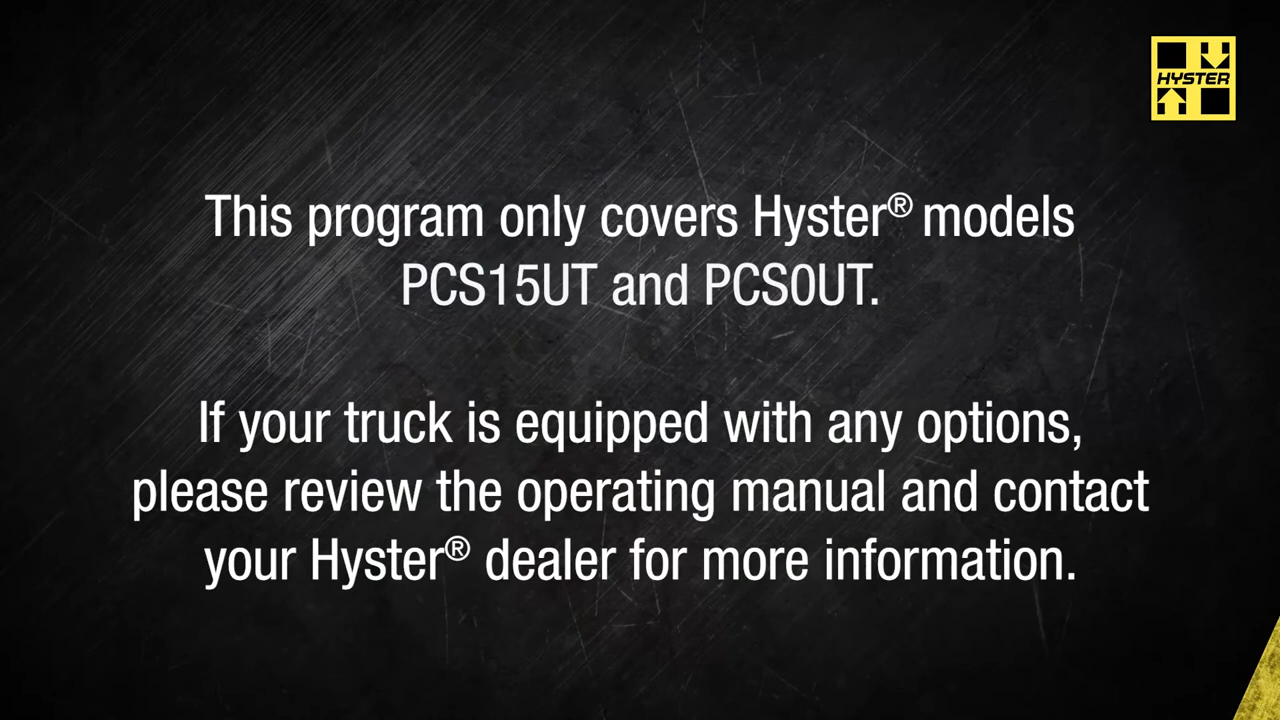 HYSTER
This program only covers Hyster® models
PCS15UT and PCS0UT.
If your truck is equipped with any options,
please review the operating manual and contact
your Hyster® dealer for more information.